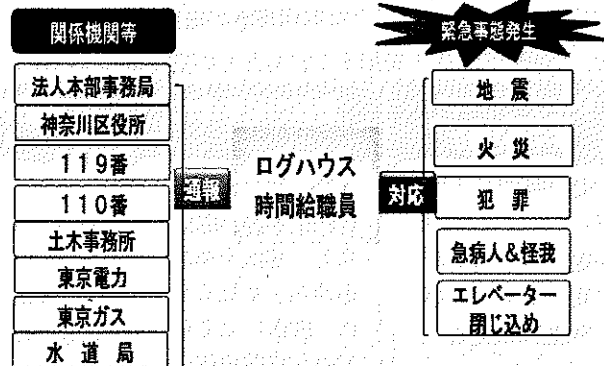 関係機関等
法人本部事務局
神奈川区役所
119番
110番
土木事務所
東京電力
東京ガス
水道局
通報
ログハウス
時間給職員
対応
緊急事態発生
地震
火災
犯罪
急病人&怪我
エレベーター
閉じ込め